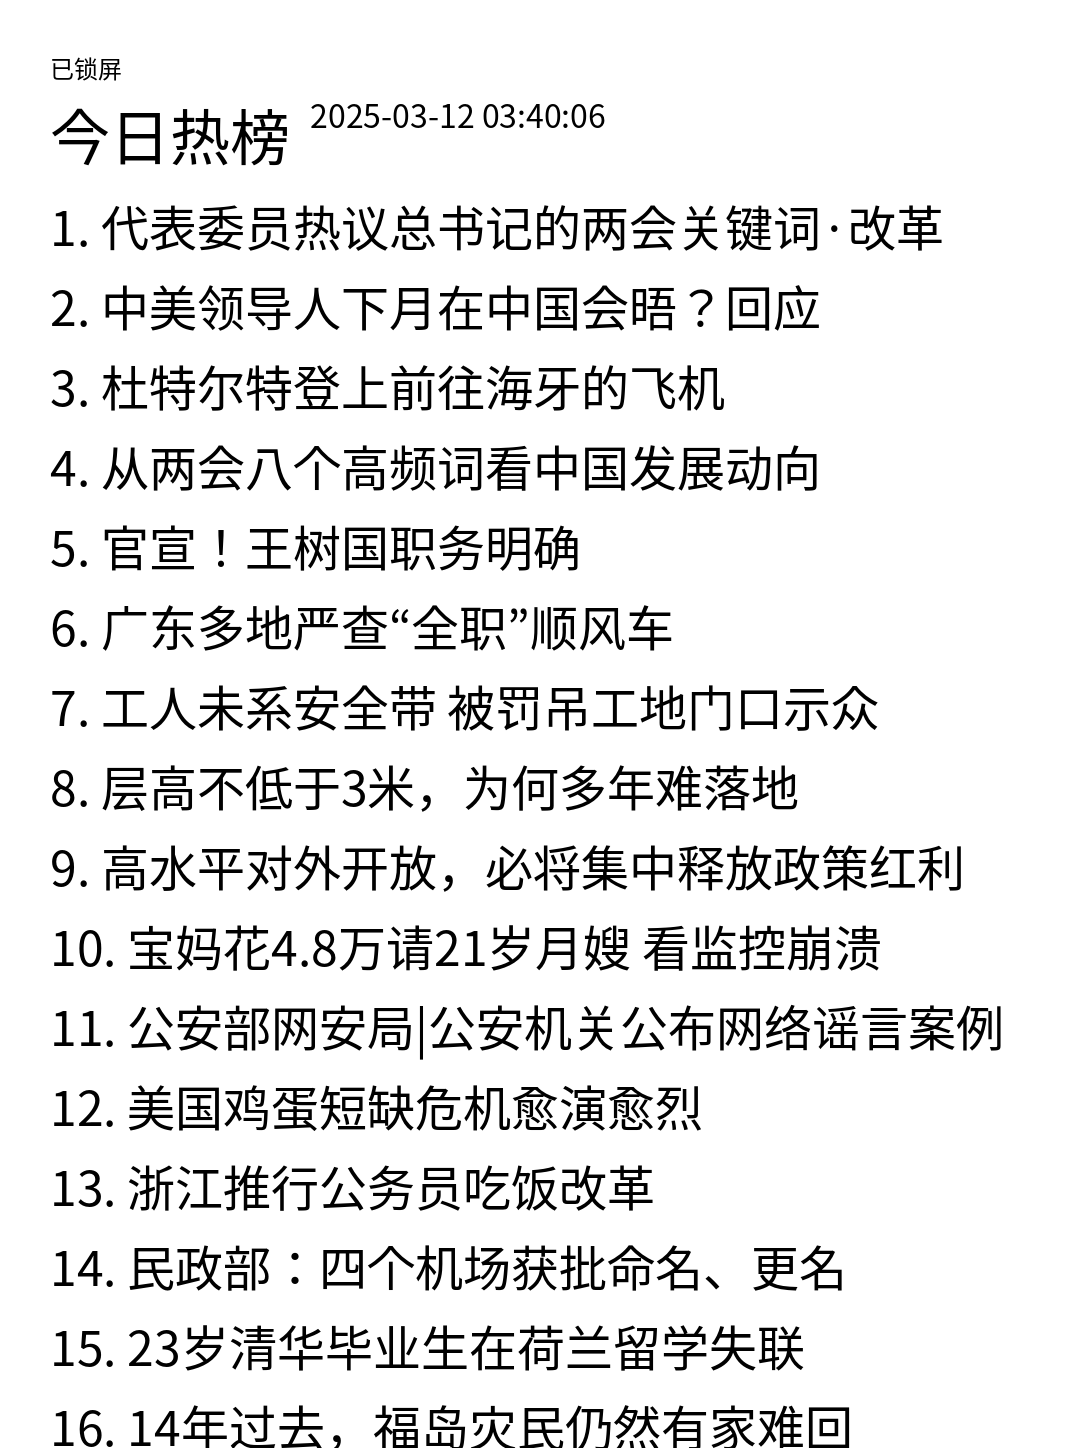 已锁屏
今日热榜 2025-03-12 03:40:06
1. 代表委员热议总书记的两会关键词·改革
2. 中美领导人下月在中国会晤？回应
3. 杜特尔特登上前往海牙的飞机
4. 从两会八个高频词看中国发展动向
5. 官宣！王树国职务明确
6. 广东多地严查“全职”顺风车
7. 工人未系安全带 被罚吊工地门口示众
8. 层高不低于3米，为何多年难落地
9. 高水平对外开放，必将集中释放政策红利
10. 宝妈花4.8万请21岁月嫂 看监控崩溃
11. 公安部网安局|公安机关公布网络谣言案例
12. 美国鸡蛋短缺危机愈演愈烈
13. 浙江推行公务员吃饭改革
14. 民政部：四个机场获批命名、更名
15. 23岁清华毕业生在荷兰留学失联
16. 14年过去，福岛灾民仍然有家难回